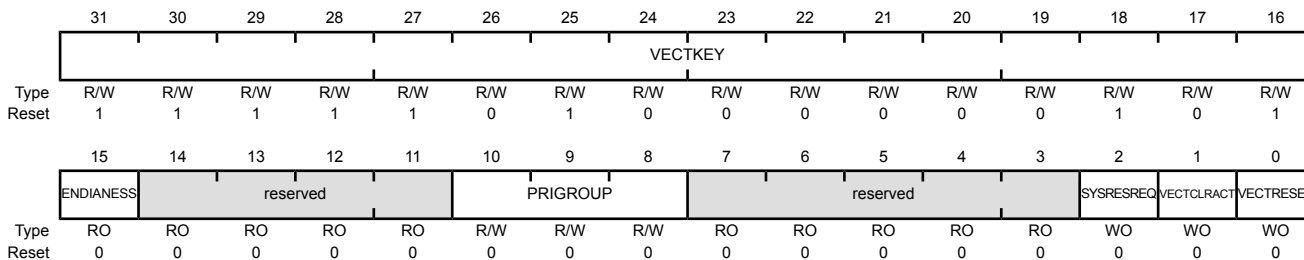 31 30 29 28 27 26 25 24 23 22 21 20 19 18 17 16
VECTKEY
Type R/W R/W R/W R/W R/W R/W R/W R/W R/W R/W R/W R/W R/W R/W R/W R/W
Reset 1 1 1 1 1 0 1 0 0 0 0 0 0 1 0 1
15 14 13 12 11 10 9 8 7 6 5 4 3 2 1 0
ENDIANESS reserved PRIGROUP reserved SYSRESREQ VECTCLRACT VECTRESE
Type RO RO RO RO RO R/W R/W R/W RO RO RO RO RO WO WO WO
Reset 0 0 0 0 0 0 0 0 0 0 0 0 0 0 0 0